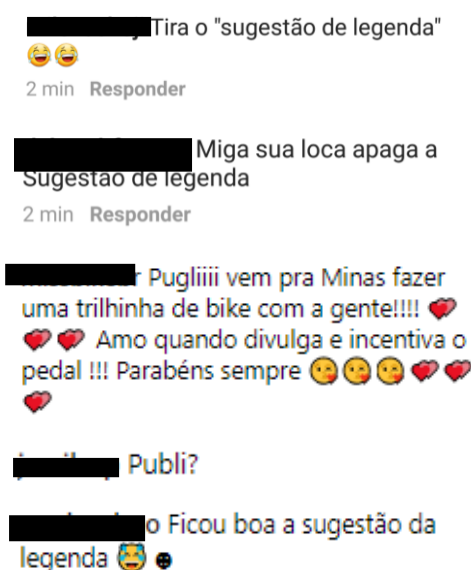 Tira o "sugestão de legenda"
😂😂
2 min Responder
Miga sua loca apaga a
Sugestao de legenda
2 min Responder
Pugliiii vem pra Minas fazer
uma trilhinha de bike com a gente!!!! 💕
💕💕 Amo quando divulga e incentiva o
pedal !!! Parabéns sempre 😘😘😘💕💕
💕
Publi?
o Ficou boa a sugestão da
legenda 😂☻